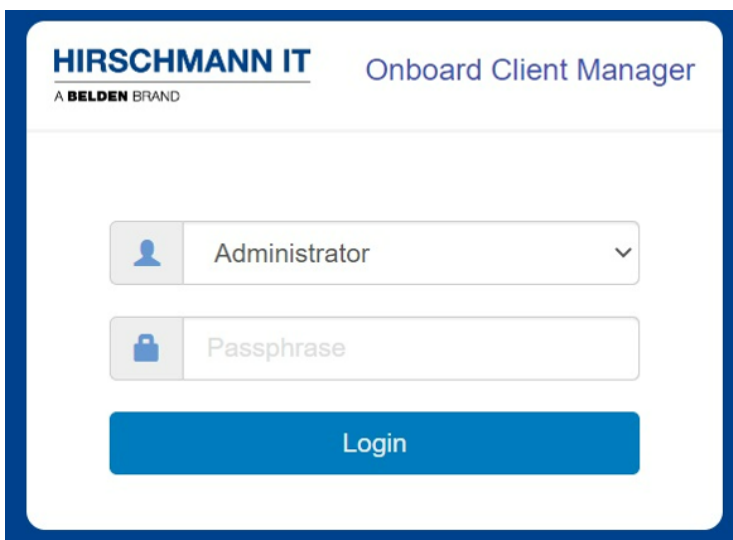 HIRSCHMANN IT
A BELDEN BRAND
Onboard Client Manager
Administrator
Passphrase
Login